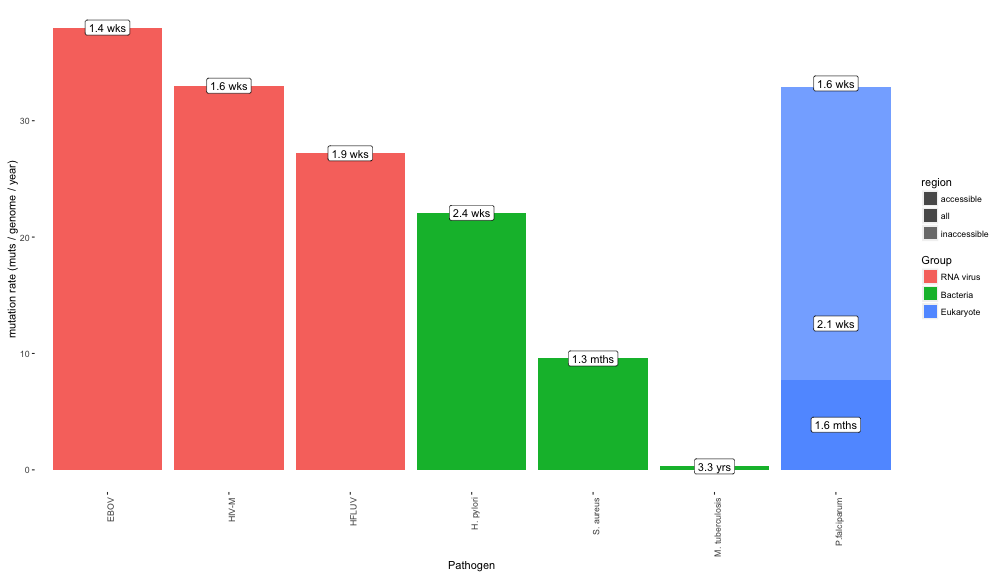 1.4 wks
1.6 wks
1.6 wks
1.9 wks
2.4 wks
2.1 wks
1.3 mths
1.6 mths
3.3 yrs
30
20
10
0
mutation rate (muts / genome / year)
EBOV
HIV-M
HFLUV
H. pylori
S. aureus
M. tuberculosis
P.falciparum
Pathogen
region
accessible
all
inaccessible
Group
RNA virus
Bacteria
Eukaryote